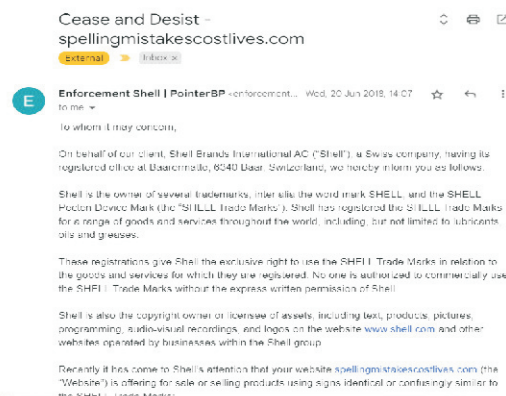 Cease and Desist -
spellingmistakescostlives.com
External
Inbox x
E
Enforcement Shell | PointerBP <enforcement... Wed, 20 Jun 2018, 14:07
to me
To whom it may concern,
On behalf of our client, Shell Brands International AG ("Shell"), a Swiss company, having its
registered office at Baarermatte, 6340 Baar, Switzerland, we hereby inform you as follows.
Shell is the owner of several trademarks, inter alia the word mark SHELL, and the SHELL
Pecten Device Mark (the "SHELL Trade Marks"). Shell has registered the SHELL Trade Marks
for a range of goods and services throughout the world, including, but not limited to lubricants
oils and greases.
These registrations give Shell the exclusive right to use the SHELL Trade Marks in relation to
the goods and services for which they are registered. No one is authorized to commercially use
the SHELL Trade Marks without the express written permission of Shell
Shell is also the copyright owner or licensee of assets, including text, products, pictures,
programming, audio-visual recordings, and logos on the website www.shell.com and other
websites operated by businesses within the Shell group
Recently it has come to Shell's attention that your website spellingmistakescostlives.com (the
"Website") is offering for sale or selling products using signs identical or confusingly similar to
the SHELL Trade Marks